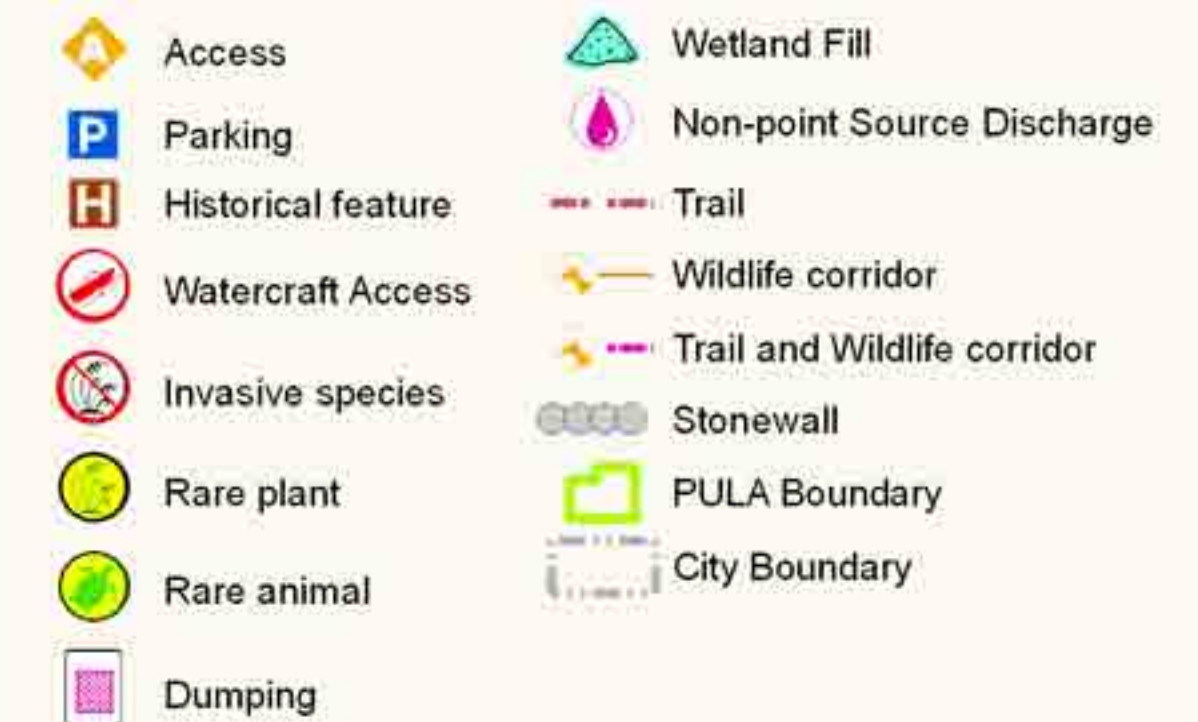 A Access
P Parking
H Historical feature
Watercraft Access
Invasive species
Rare plant
Rare animal
Dumping
Wetland Fill
Non-point Source Discharge
Trail
Wildlife corridor
Trail and Wildlife corridor
Stonewall
PULA Boundary
City Boundary